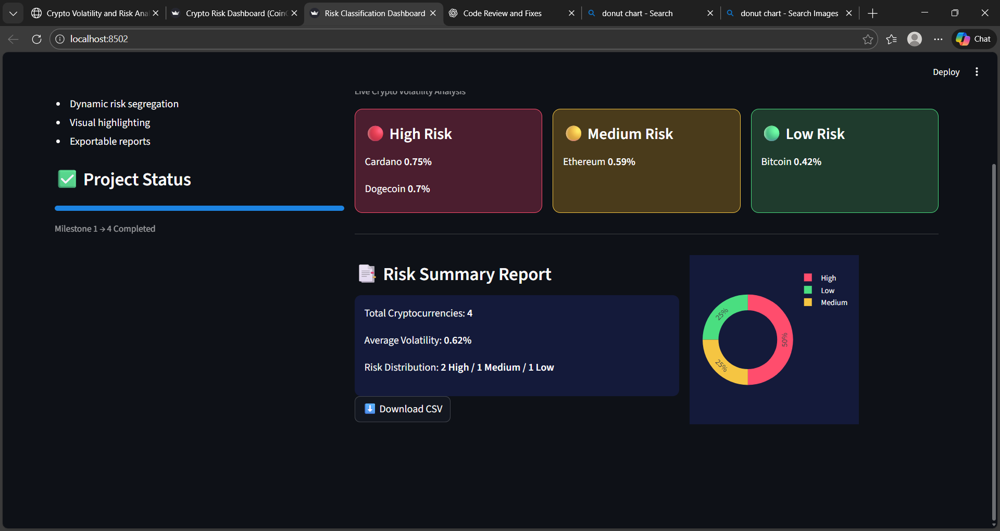 Crypto Volatility and Risk Ana
Crypto Risk Dashboard (Coin
Risk Classification Dashboard
Code Review and Fixes
donut chart - Search
donut chart - Search Images
localhost:8502
Chat
Deploy
• Dynamic risk segregation
• Visual highlighting
• Exportable reports
Project Status
Milestone 1 → 4 Completed
Live Crypto Volatility Analysis
High Risk
Cardano 0.75%
Dogecoin 0.7%
Medium Risk
Ethereum 0.59%
Low Risk
Bitcoin 0.42%
Risk Summary Report
Total Cryptocurrencies: 4
Average Volatility: 0.62%
Risk Distribution: 2 High / 1 Medium / 1 Low
Download CSV
High
Low
Medium
25%
50%
25%